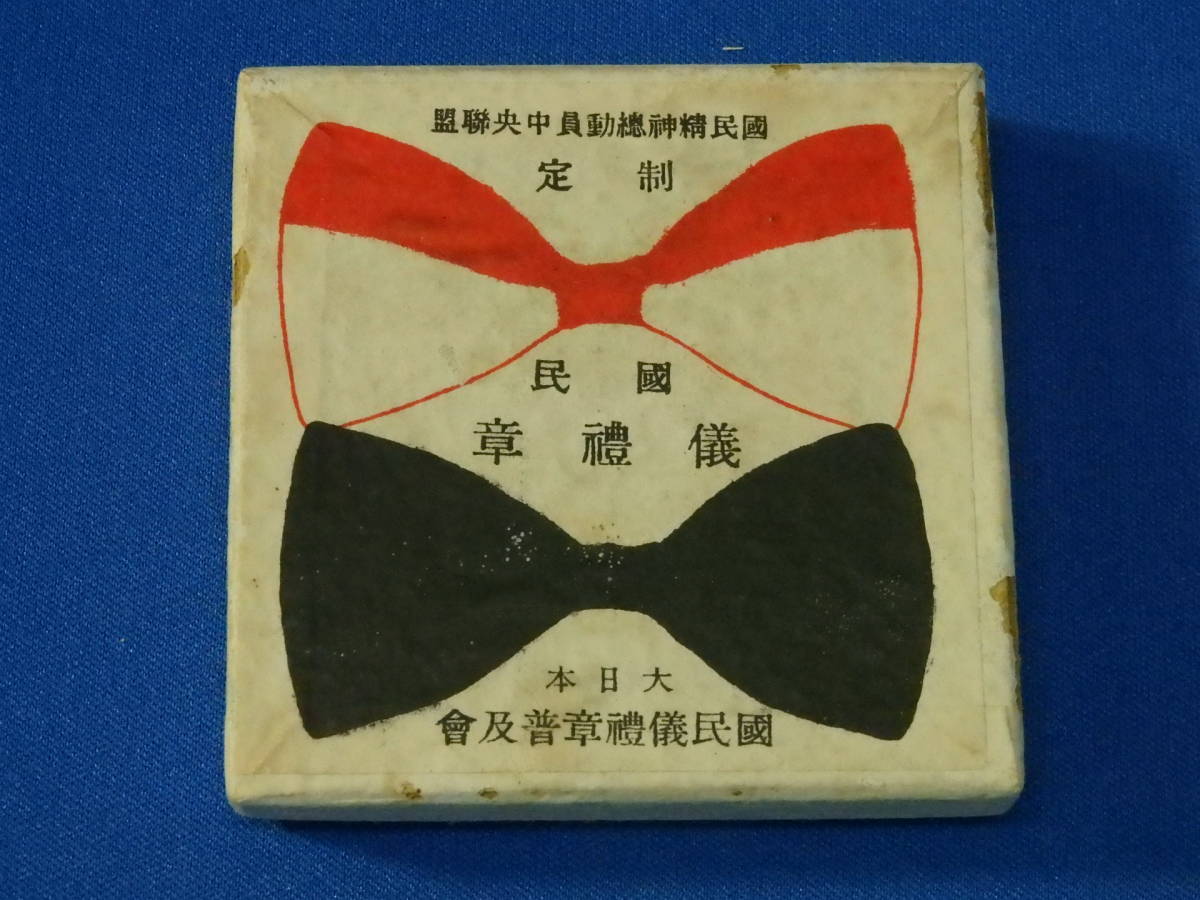 國民精神總動員中央聯盟
制定
國民
儀禮章
大日本
國民儀禮章普及會